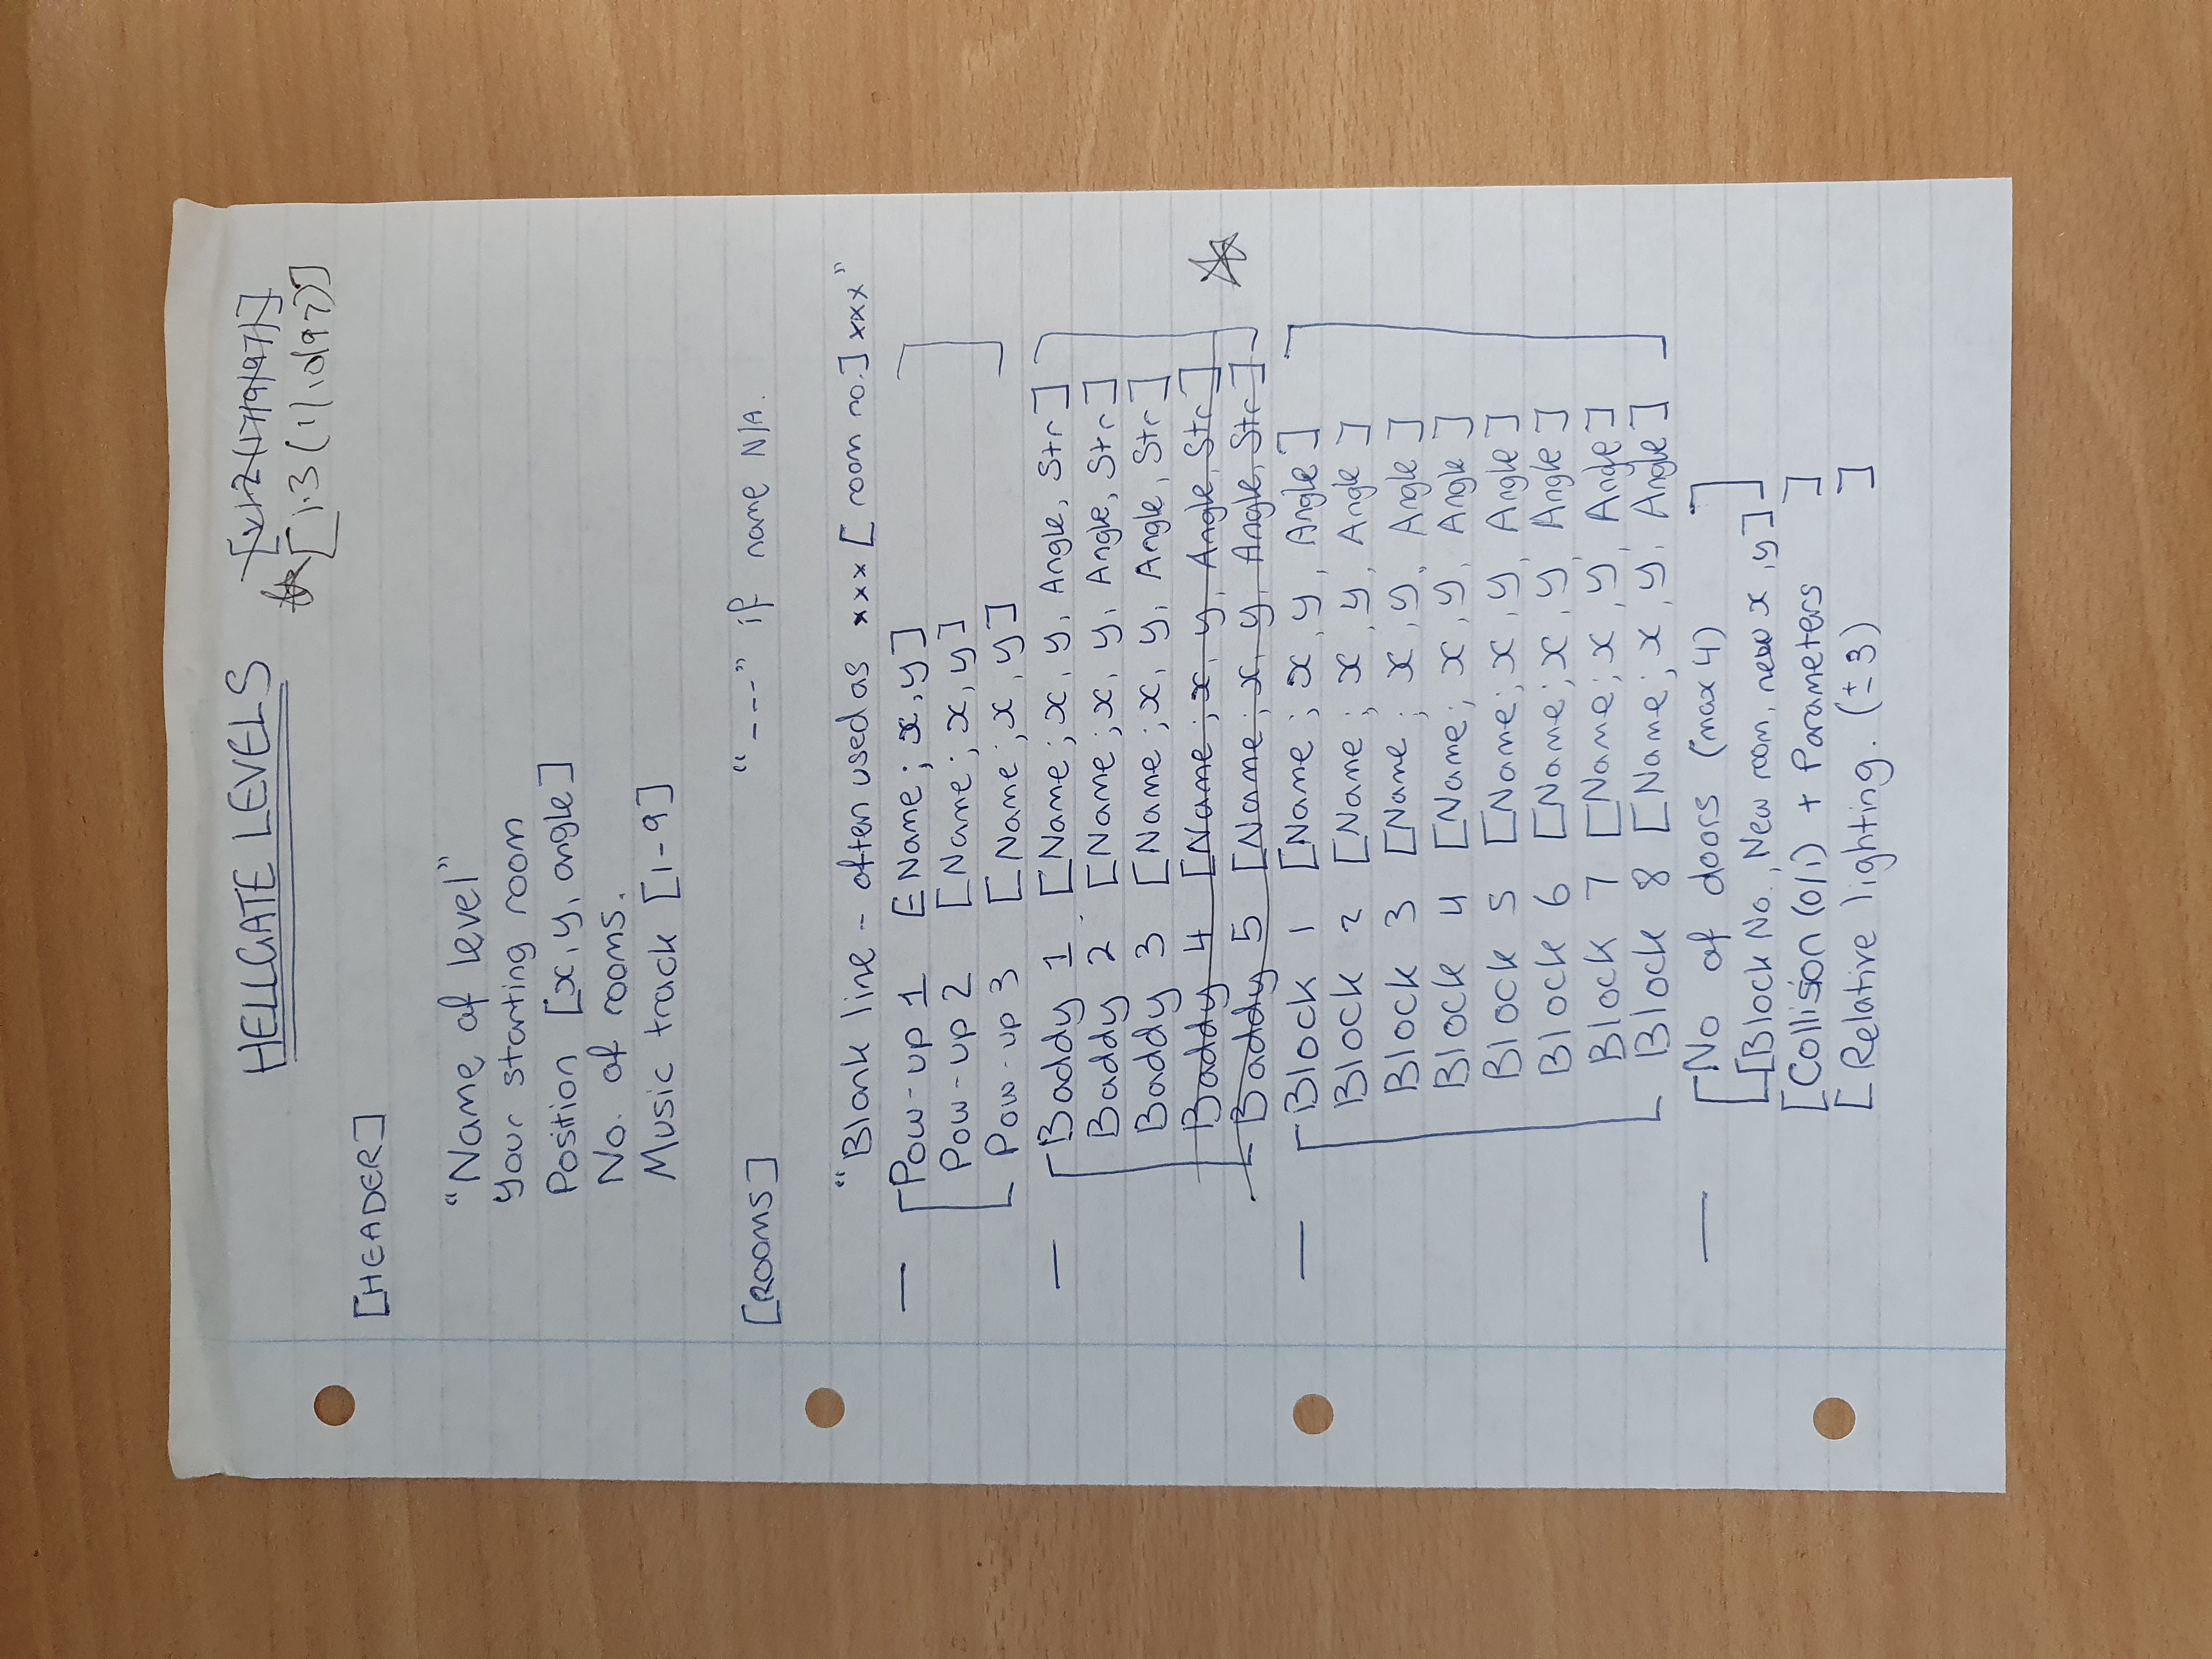 HELLGATE LEVELS
[v1.2 (17/9/97)]
[1.3 (1/10/97)]
[HEADER]
"Name of level"
Your starting room
Position [x, y, angle]
No. of rooms.
Music track [1-9]
[ROOMS]
"---" if name N/A.
"Blank line - often used as xxx [room no.] xxx"
Pow-up 1 [Name; x, y]
Pow-up 2 [Name; x, y]
Pow-up 3 [Name; x, y]
Baddy 1 [Name; x, y, Angle, Str]
Baddy 2 [Name; x, y, Angle, Str]
Baddy 3 [Name; x, y, Angle, Str]
Baddy 4 [Name; x, y, Angle, Str]
Baddy 5 [Name; x, y, Angle, Str]
Block 1 [Name; x, y, Angle]
Block 2 [Name; x, y, Angle]
Block 3 [Name; x, y, Angle]
Block 4 [Name; x, y, Angle]
Block 5 [Name; x, y, Angle]
Block 6 [Name; x, y, Angle]
Block 7 [Name; x, y, Angle]
Block 8 [Name; x, y, Angle]
[No of doors (max 4)]
[Block No., New room, new x, y]
[Collision (0/1) + Parameters]
[Relative lighting. (±3)]